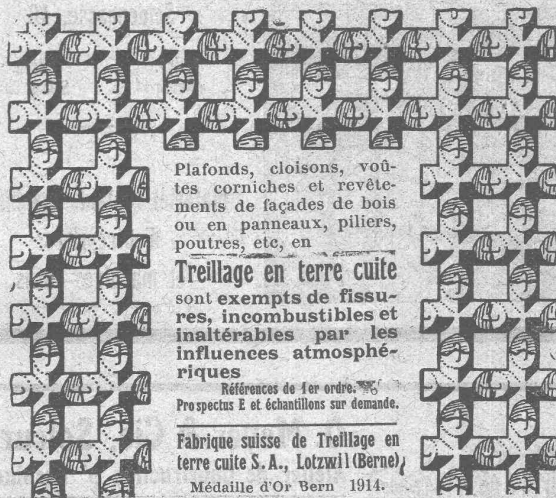 Plafonds, cloisons, voû-
tes corniches et revête-
ments de façades de bois
ou en panneaux, piliers,
poutres, etc, en
Treillage en terre cuite
sont exempts de fissu-
res, incombustibles et
inaltérables par les
influences atmosphé-
riques
Références de 1er ordre.
Prospectus E et échantillons sur demande.
Fabrique suisse de Treillage en
terre cuite S. A., Lotzwil (Berne)
Médaille d'Or Bern 1914.